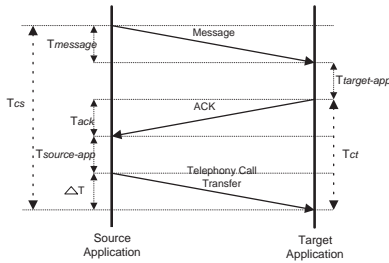 Message
Tmessage
Ttarget-app
Tcs
ACK
Tack
Tsource-app
Tct
Telephony Call
Transfer
△T
Source
Application
Target
Application